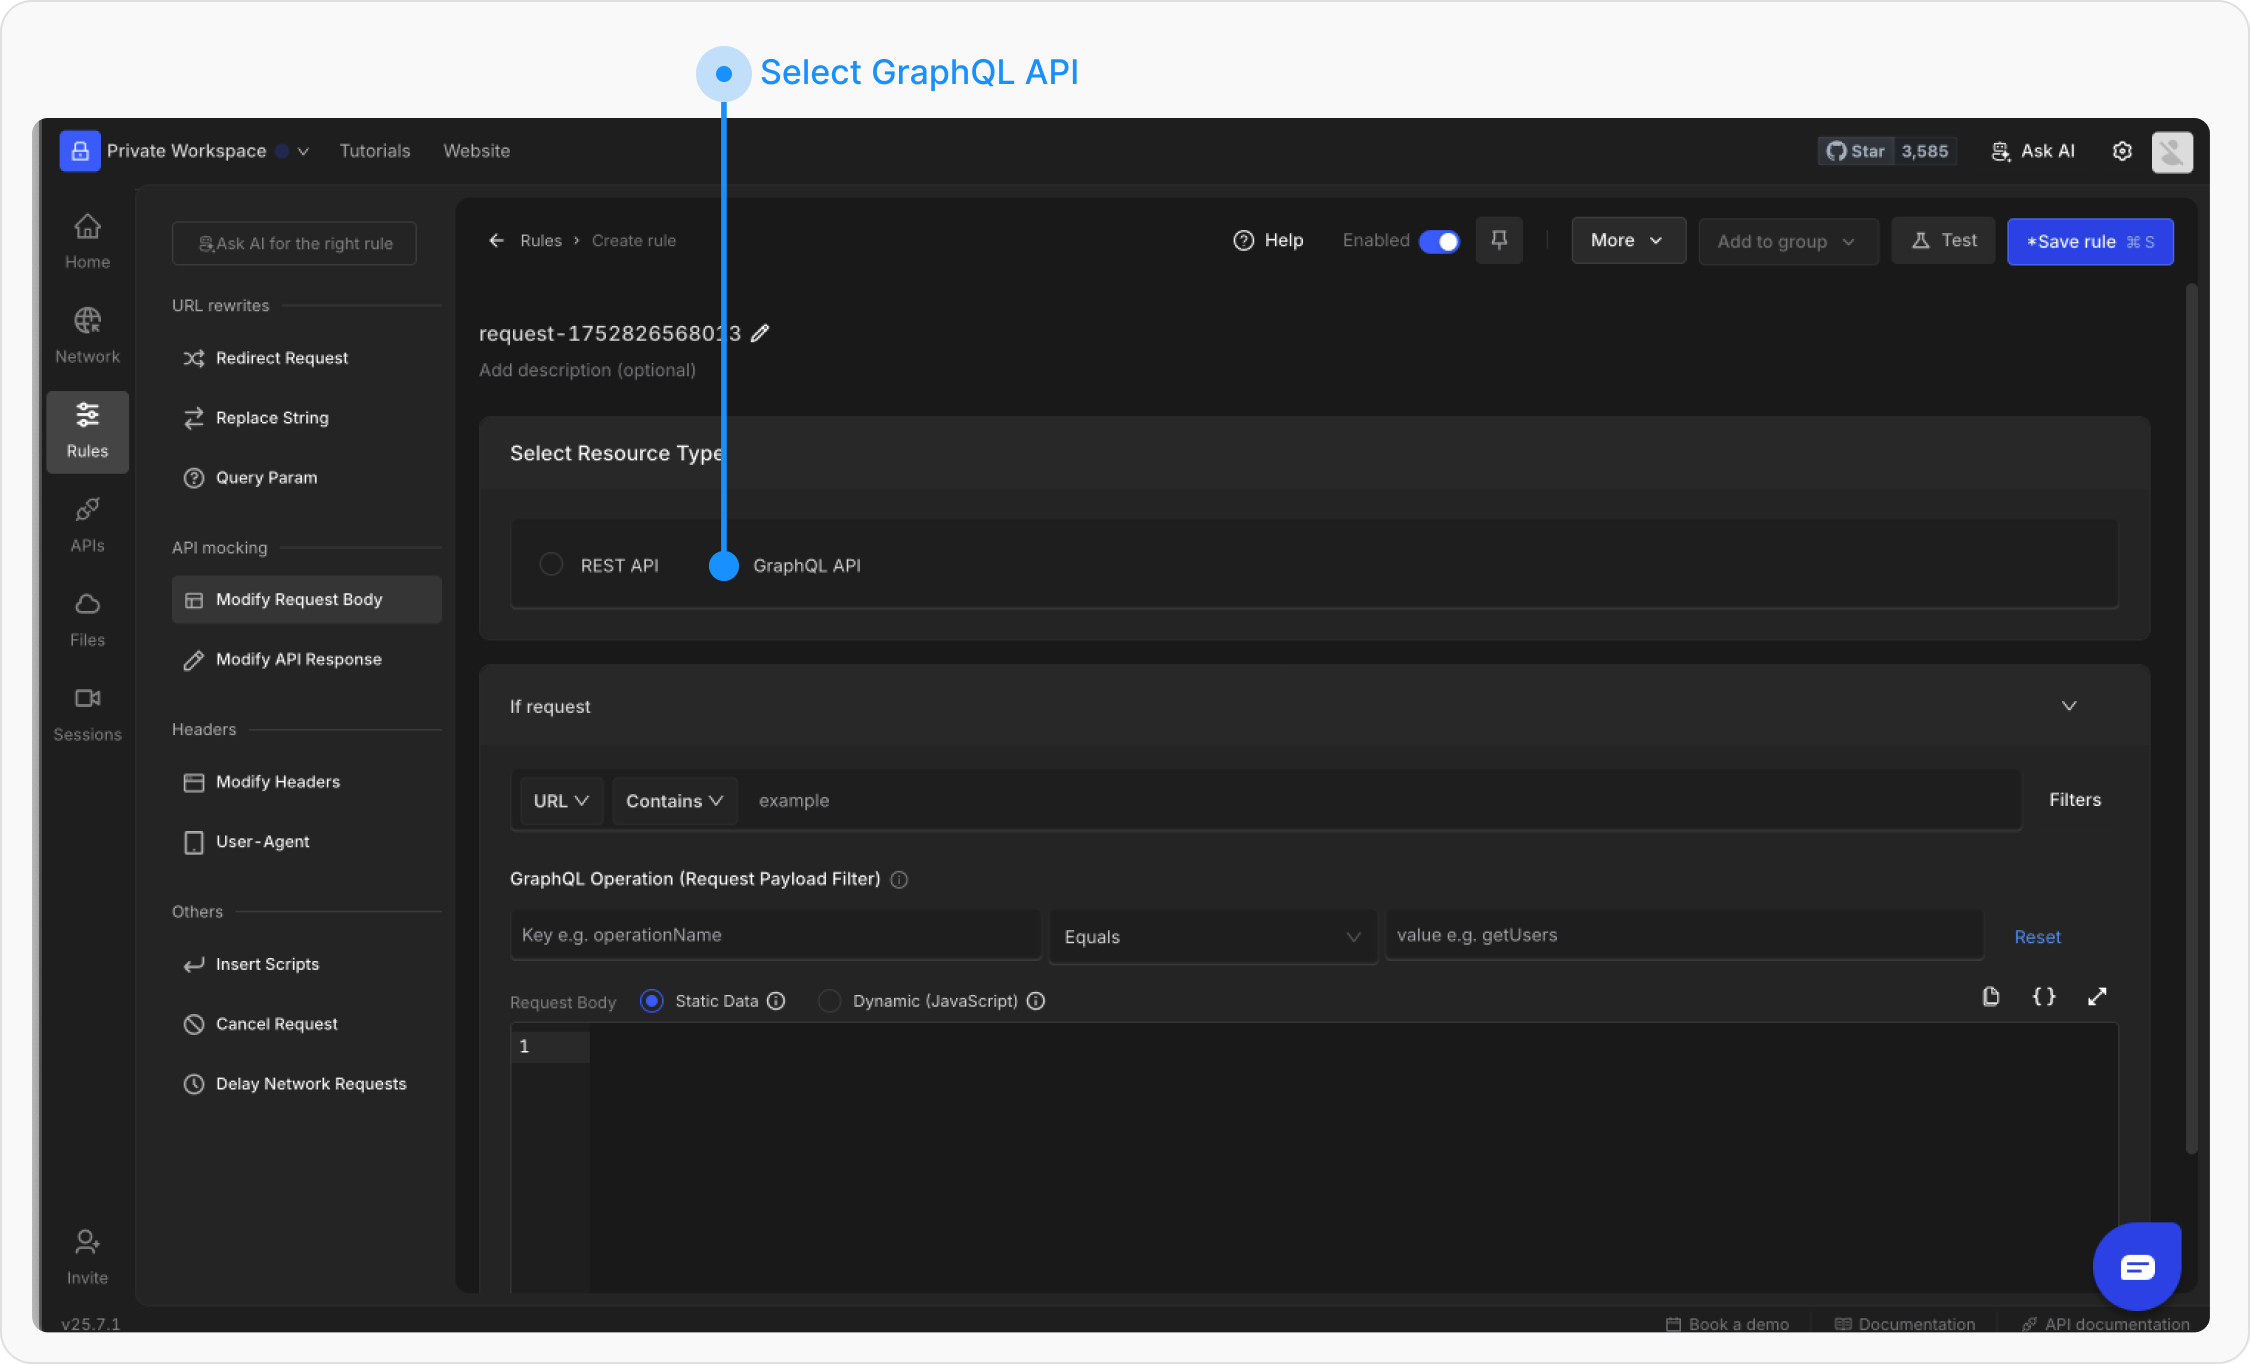 Select GraphQL API
Private Workspace
Tutorials
Website
Star 3,585
Ask AI
Home
Network
Rules
APIs
Files
Sessions
Invite
v25.7.1
Ask AI for the right rule
URL rewrites
Redirect Request
Replace String
Query Param
API mocking
Modify Request Body
Modify API Response
Headers
Modify Headers
User-Agent
Others
Insert Scripts
Cancel Request
Delay Network Requests
Rules > Create rule
Help
Enabled
More
Add to group
Test
*Save rule ⌘ S
request-1752826568013
Add description (optional)
Select Resource Type
REST API
GraphQL API
If request
URL
Contains
example
Filters
GraphQL Operation (Request Payload Filter)
Key e.g. operationName
Equals
value e.g. getUsers
Reset
Request Body
Static Data
Dynamic (JavaScript)
{}
1
Book a demo
Documentation
API documentation